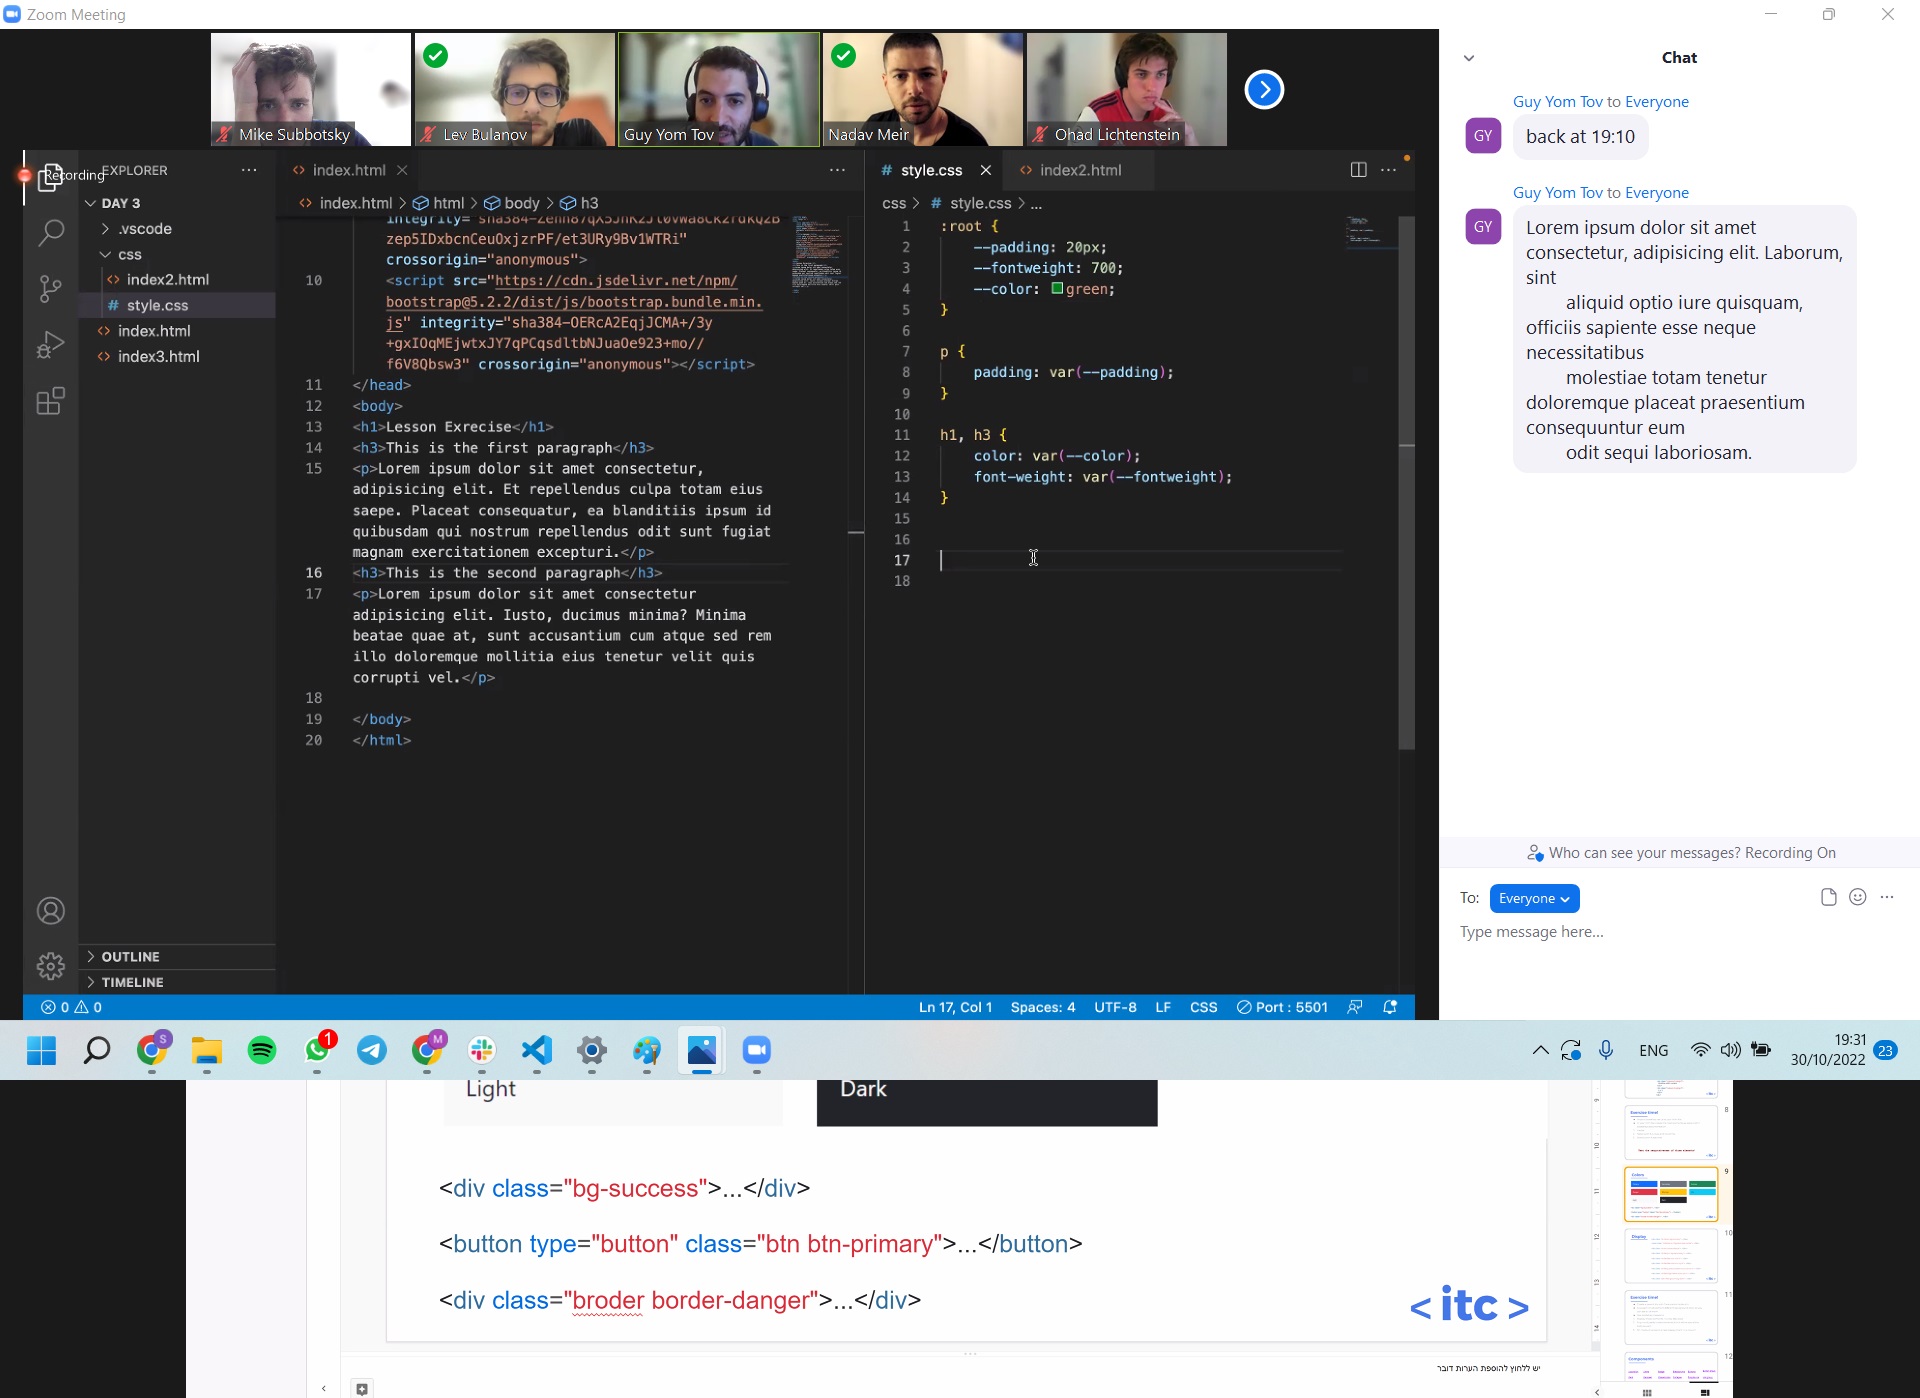 Zoom Meeting
Mike Subbotsky
Lev Bulanov
Guy Yom Tov
Nadav Meir
Ohad Lichtenstein
Recording
EXPLORER
DAY 3
.vscode
css
index2.html
style.css
index.html
index3.html
OUTLINE
TIMELINE
index.html
index.html > html > body > h3
zep5IDxbcnCeuOxjzrPF/et3URy9Bv1WTRi"
crossorigin="anonymous">
10 <script src="https://cdn.jsdelivr.net/npm/
bootstrap@5.2.2/dist/js/bootstrap.bundle.min.
js" integrity="sha384-OERcA2EqjJCMA+/3y
+gxIOqMEjwtxJY7qPCqsdltbNJuaOe923+mo//
f6V8Qbsw3" crossorigin="anonymous"></script>
11 </head>
12 <body>
13 <h1>Lesson Exrecise</h1>
14 <h3>This is the first paragraph</h3>
15 <p>Lorem ipsum dolor sit amet consectetur,
adipisicing elit. Et repellendus culpa totam eius
saepe. Placeat consequatur, ea blanditiis ipsum id
quibusdam qui nostrum repellendus odit sunt fugiat
magnam exercitationem excepturi.</p>
16 <h3>This is the second paragraph</h3>
17 <p>Lorem ipsum dolor sit amet consectetur
adipisicing elit. Iusto, ducimus minima? Minima
beatae quae at, sunt accusantium cum atque sed rem
illo doloremque mollitia eius tenetur velit quis
corrupti vel.</p>
18
19 </body>
20 </html>
# style.css
index2.html
css > # style.css > ...
1 :root {
2 --padding: 20px;
3 --fontweight: 700;
4 --color: green;
5 }
6
7 p {
8 padding: var(--padding);
9 }
10
11 h1, h3 {
12 color: var(--color);
13 font-weight: var(--fontweight);
14 }
15
16
17
18
0 0
Ln 17, Col 1 Spaces: 4 UTF-8 LF CSS Port : 5501
Chat
Guy Yom Tov to Everyone
GY
back at 19:10
Guy Yom Tov to Everyone
GY
Lorem ipsum dolor sit amet
consectetur, adipisicing elit. Laborum,
sint
aliquid optio iure quisquam,
officiis sapiente esse neque
necessitatibus
molestiae totam tenetur
doloremque placeat praesentium
consequuntur eum
odit sequi laboriosam.
Who can see your messages? Recording On
To: Everyone
Type message here...
S
1
M
ENG
19:31
30/10/2022
23
Light
Dark
<div class="bg-success">...</div>
<button type="button" class="btn btn-primary">...</button>
<div class="broder border-danger">...</div>
<itc>
יש ללחוץ להוספת הערות דובר
8
9
10
11
12